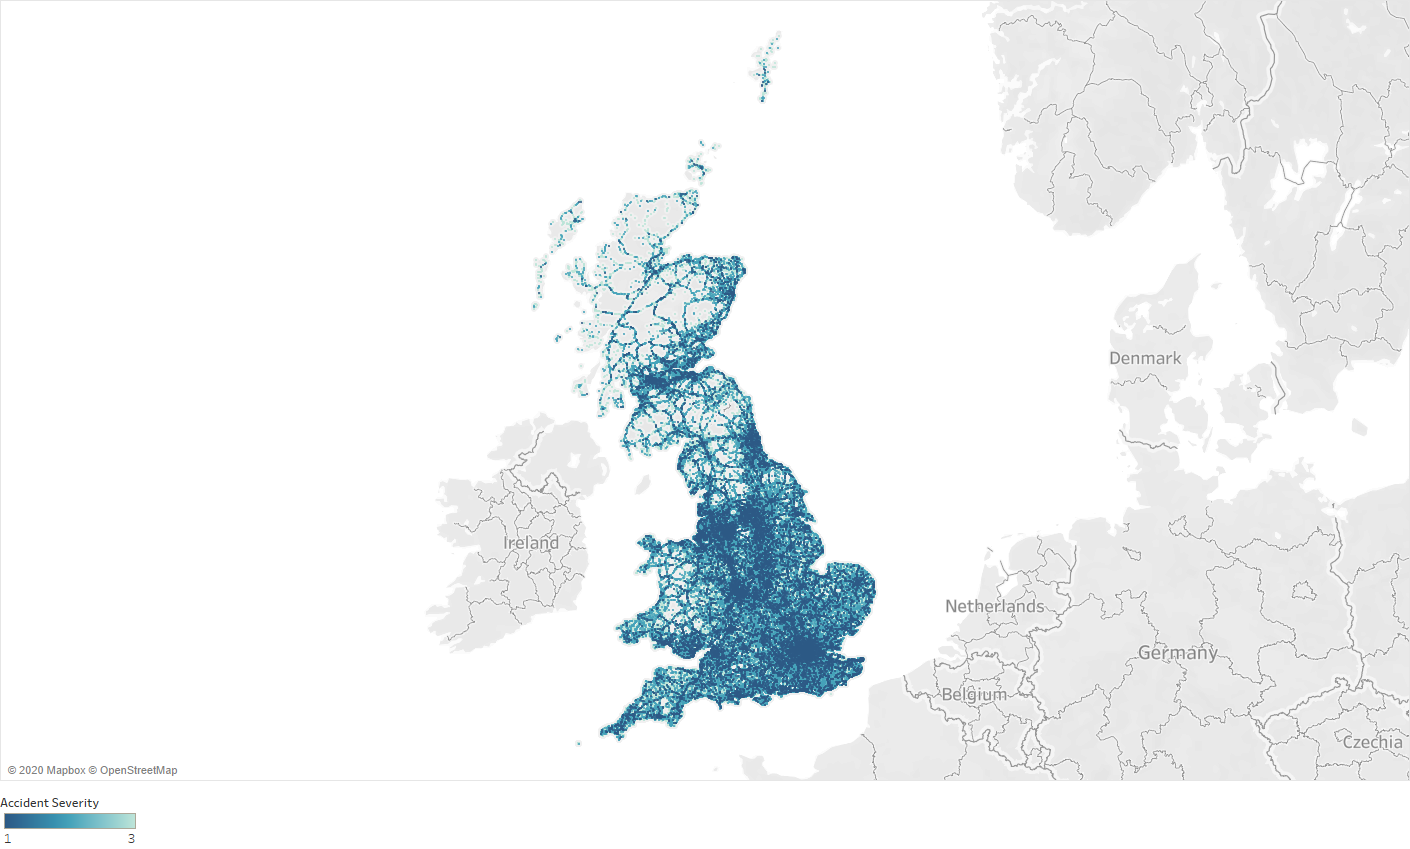 Denmark
Ireland
Netherlands
Germany
Belgium
Czechia
© 2020 Mapbox © OpenStreetMap
Accident Severity
1 3